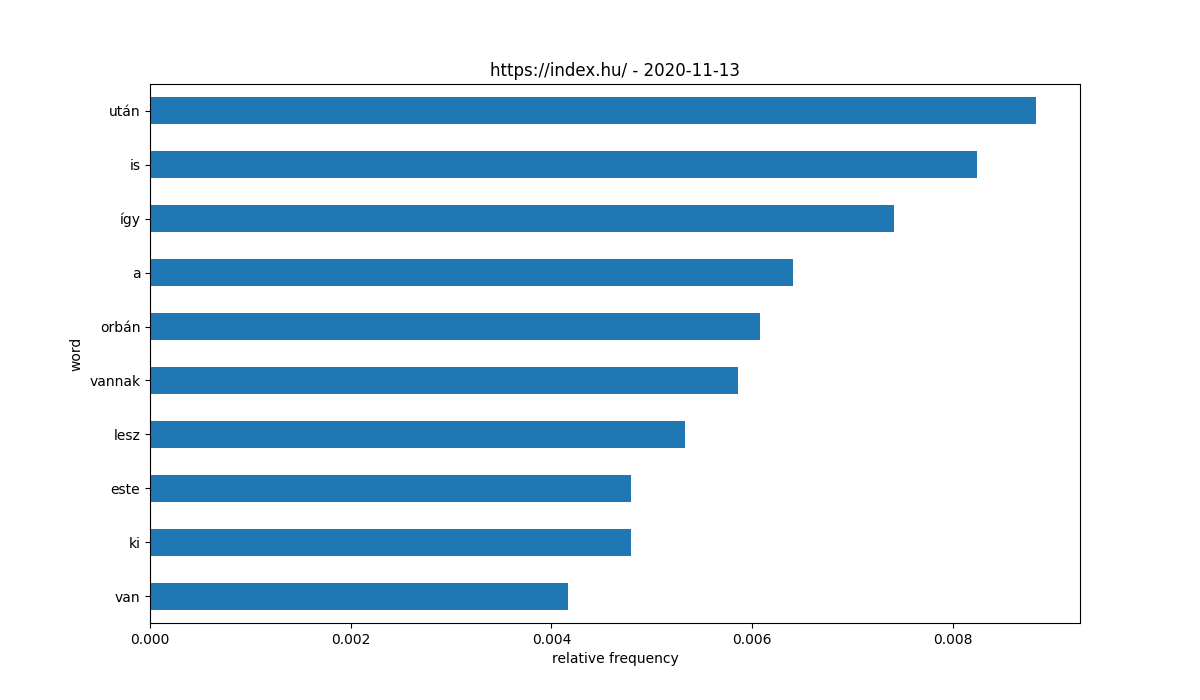 https://index.hu/ - 2020-11-13
után
is
így
a
orbán
vannak
lesz
este
ki
van
word
0.000 0.002 0.004 0.006 0.008
relative frequency